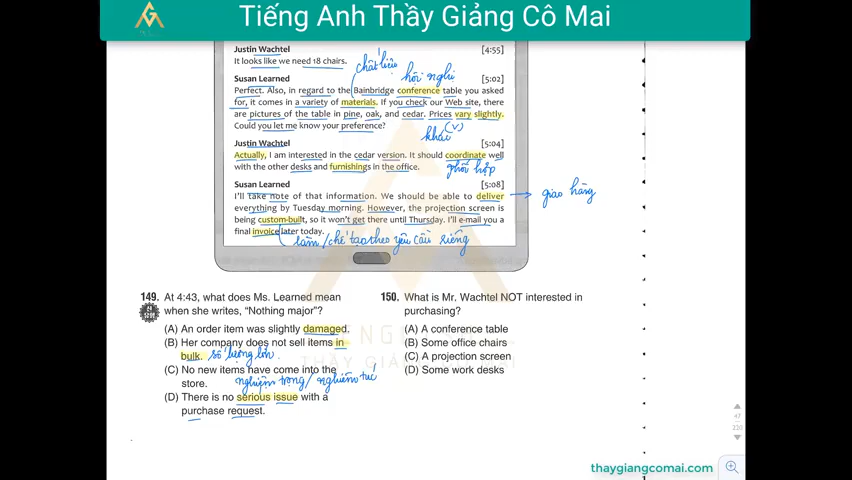 Tiếng Anh Thầy Giảng Cô Mai
Justin Wachtel [4:55]
It looks like we need 18 chairs.
chất liệu
hội nghị
Susan Learned [5:02]
Perfect. Also, in regard to the Bainbridge conference table you asked
for, it comes in a variety of materials. If you check our Web site, there
are pictures of the table in pine, oak, and cedar. Prices vary slightly.
Could you let me know your preference?
khác (v)
Justin Wachtel [5:04]
Actually, I am interested in the cedar version. It should coordinate well
with the other desks and furnishings in the office.
phối hợp
Susan Learned [5:08]
I'll take note of that information. We should be able to deliver
giao hàng
everything by Tuesday morning. However, the projection screen is
being custom-built, so it won't get there until Thursday. I'll e-mail you a
final invoice later today.
làm/chế tạo theo yêu cầu riêng
149. At 4:43, what does Ms. Learned mean
when she writes, "Nothing major"?
(A) An order item was slightly damaged.
(B) Her company does not sell items in
bulk. số lượng lớn.
(C) No new items have come into the
store.
nghiêm trọng/nghiêm túc
(D) There is no serious issue with a
purchase request.
150. What is Mr. Wachtel NOT interested in
purchasing?
(A) A conference table
(B) Some office chairs
(C) A projection screen
(D) Some work desks
THẦY GIẢ
47
220
thaygiangcomai.com